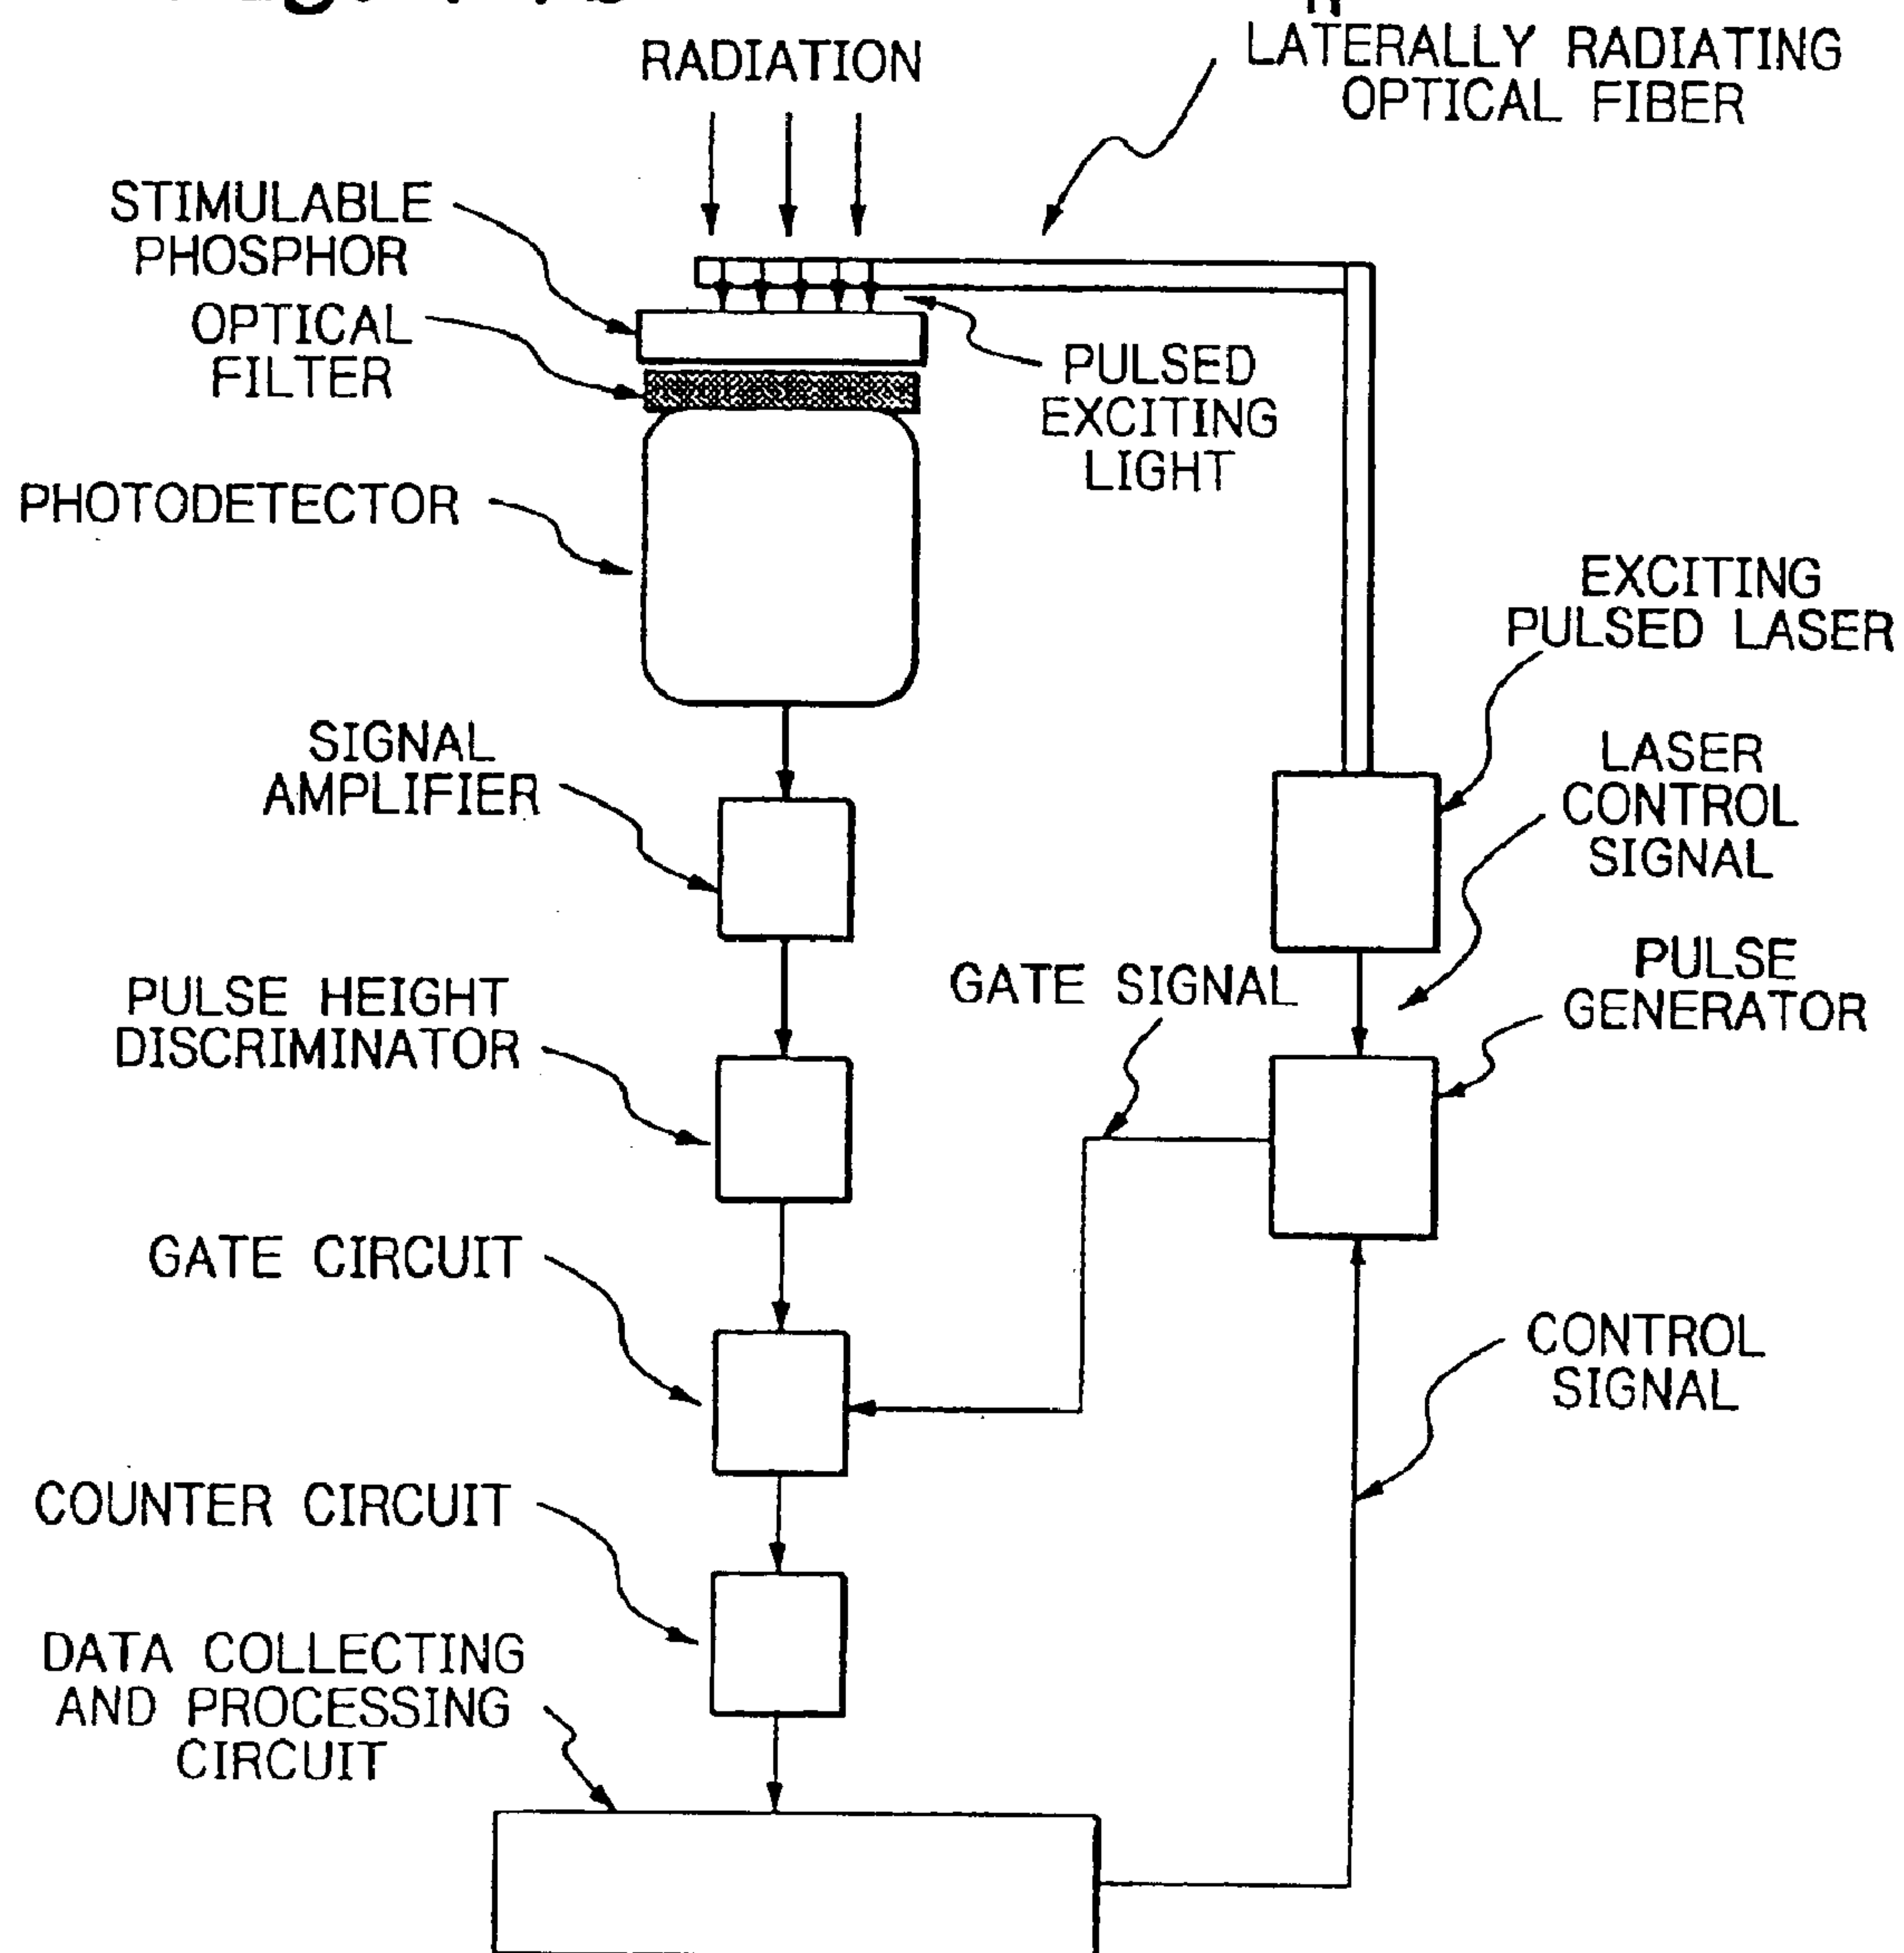 RADIATION
LATERALLY RADIATING
OPTICAL FIBER
STIMULABLE
PHOSPHOR
OPTICAL
FILTER
PULSED
EXCITING
LIGHT
PHOTODETECTOR
EXCITING
PULSED LASER
SIGNAL
AMPLIFIER
LASER
CONTROL
SIGNAL
PULSE HEIGHT
DISCRIMINATOR
GATE SIGNAL
PULSE
GENERATOR
GATE CIRCUIT
CONTROL
SIGNAL
COUNTER CIRCUIT
DATA COLLECTING
AND PROCESSING
CIRCUIT